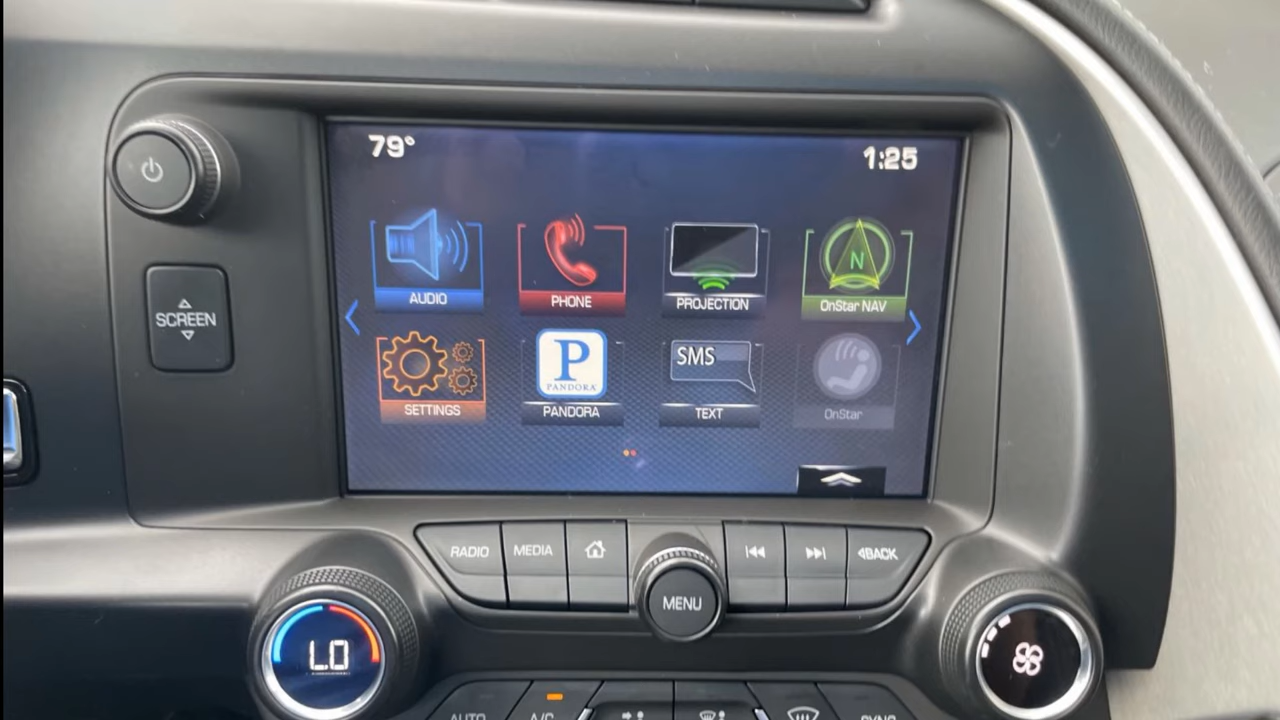 79° 1:25
AUDIO PHONE PROJECTION OnStar NAV
N
SCREEN
SMS
P
PANDORA
SETTINGS PANDORA TEXT OnStar
RADIO MEDIA BACK
MENU
LO
AUTO A/C SYNC